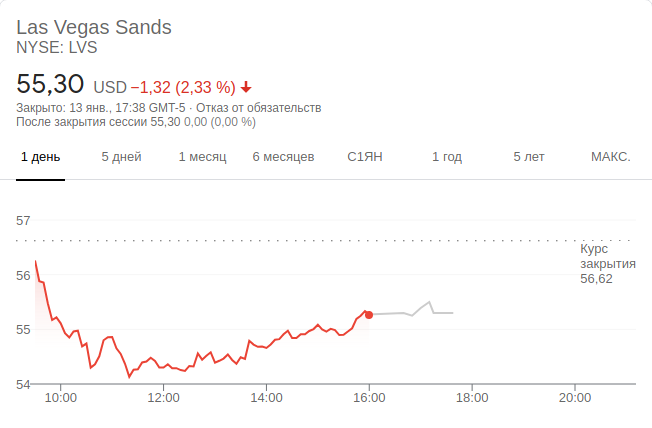 Las Vegas Sands
NYSE: LVS
55,30 USD −1,32 (2,33 %)
Закрыто: 13 янв., 17:38 GMT-5 · Отказ от обязательств
После закрытия сессии 55,30 0,00 (0,00 %)
1 день 5 дней 1 месяц 6 месяцев С1ЯН 1 год 5 лет МАКС.
57
Курс
закрытия
56,62
56
55
54
10:00 12:00 14:00 16:00 18:00 20:00